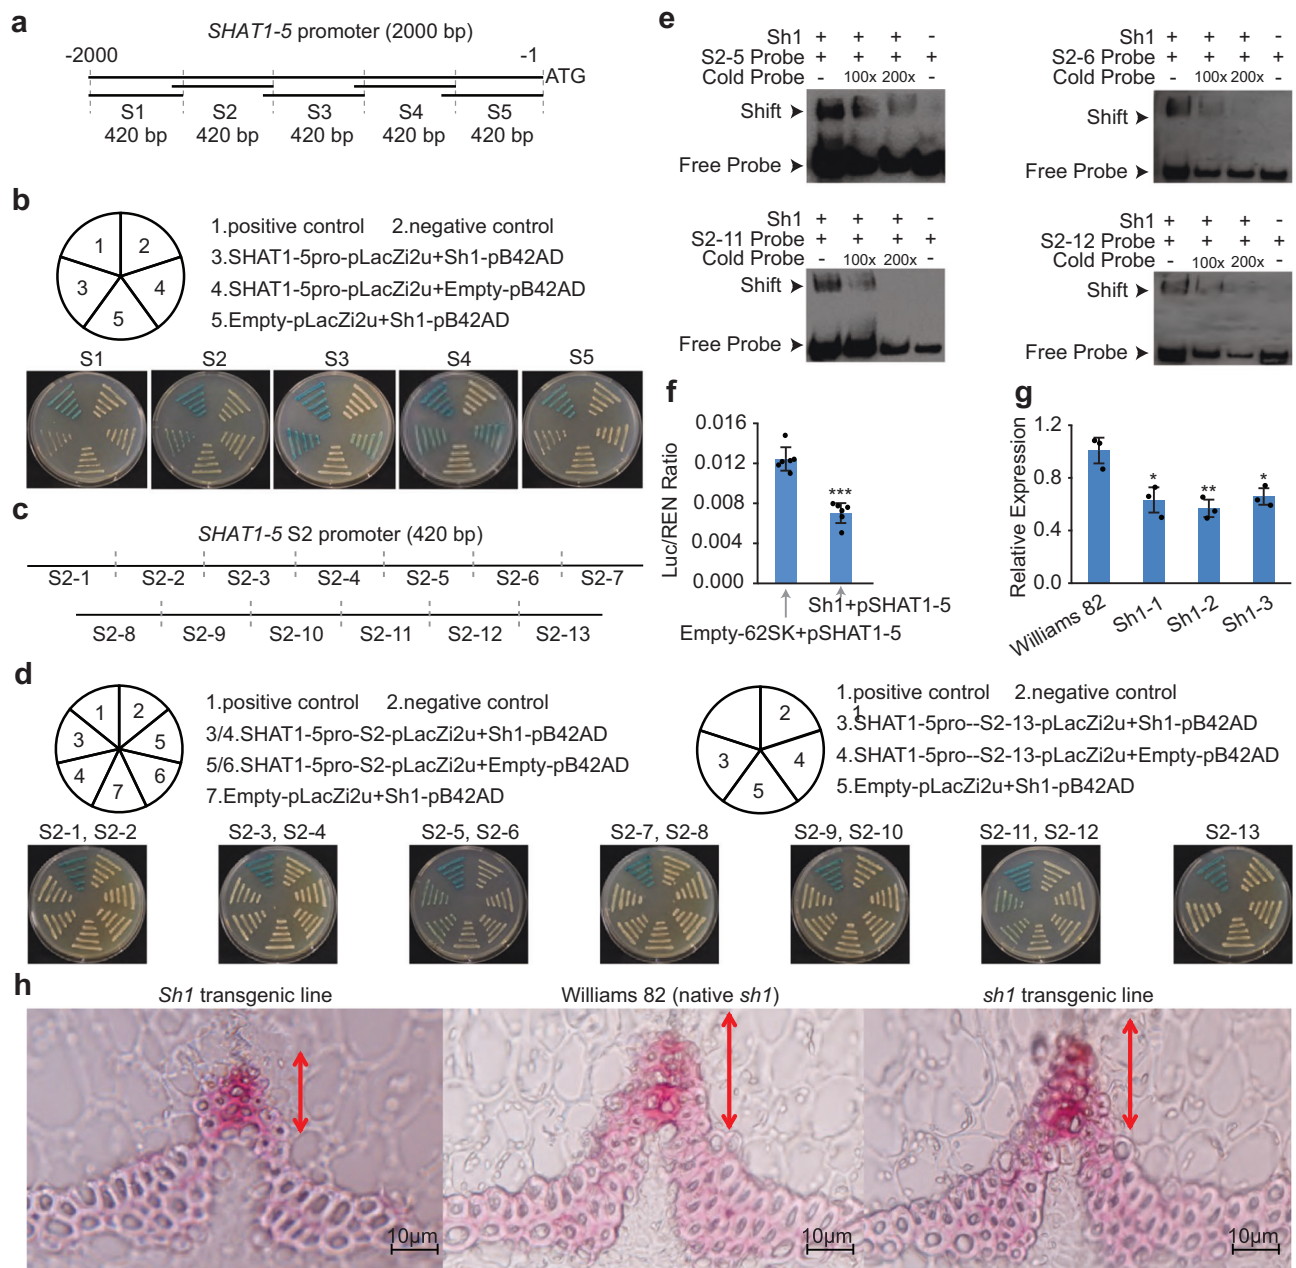 a
SHAT1-5 promoter (2000 bp)
-2000
-1
ATG
S1 S2 S3 S4 S5
420 bp 420 bp 420 bp 420 bp 420 bp
b
1 2 3 4 5
1.positive control 2.negative control
3.SHAT1-5pro-pLacZi2u+Sh1-pB42AD
4.SHAT1-5pro-pLacZi2u+Empty-pB42AD
5.Empty-pLacZi2u+Sh1-pB42AD
S1 S2 S3 S4 S5
c
SHAT1-5 S2 promoter (420 bp)
S2-1 S2-2 S2-3 S2-4 S2-5 S2-6 S2-7
S2-8 S2-9 S2-10 S2-11 S2-12 S2-13
d
1 2 3 5 4 6 7
1.positive control 2.negative control
3/4.SHAT1-5pro-S2-pLacZi2u+Sh1-pB42AD
5/6.SHAT1-5pro-S2-pLacZi2u+Empty-pB42AD
7.Empty-pLacZi2u+Sh1-pB42AD
2 3 4 5
1.positive control 2.negative control
1
3.SHAT1-5pro--S2-13-pLacZi2u+Sh1-pB42AD
4.SHAT1-5pro--S2-13-pLacZi2u+Empty-pB42AD
5.Empty-pLacZi2u+Sh1-pB42AD
S2-1, S2-2 S2-3, S2-4 S2-5, S2-6 S2-7, S2-8 S2-9, S2-10 S2-11, S2-12 S2-13
e
Sh1 + + + -
S2-5 Probe + + + +
Cold Probe - 100x 200x -
Shift
Free Probe
Sh1 + + + -
S2-6 Probe + + + +
Cold Probe - 100x 200x -
Shift
Free Probe
Sh1 + + + -
S2-11 Probe + + + +
Cold Probe - 100x 200x -
Shift
Free Probe
Sh1 + + + -
S2-12 Probe + + + +
Cold Probe - 100x 200x -
Shift
Free Probe
f
Luc/REN Ratio
0.016
0.012
0.008
0.004
0.000
***
Sh1+pSHAT1-5
Empty-62SK+pSHAT1-5
g
Relative Expression
1.2
0.8
0.4
0.0
* ** *
Williams 82 Sh1-1 Sh1-2 Sh1-3
h
Sh1 transgenic line
Williams 82 (native sh1)
sh1 transgenic line
10μm 10μm 10μm